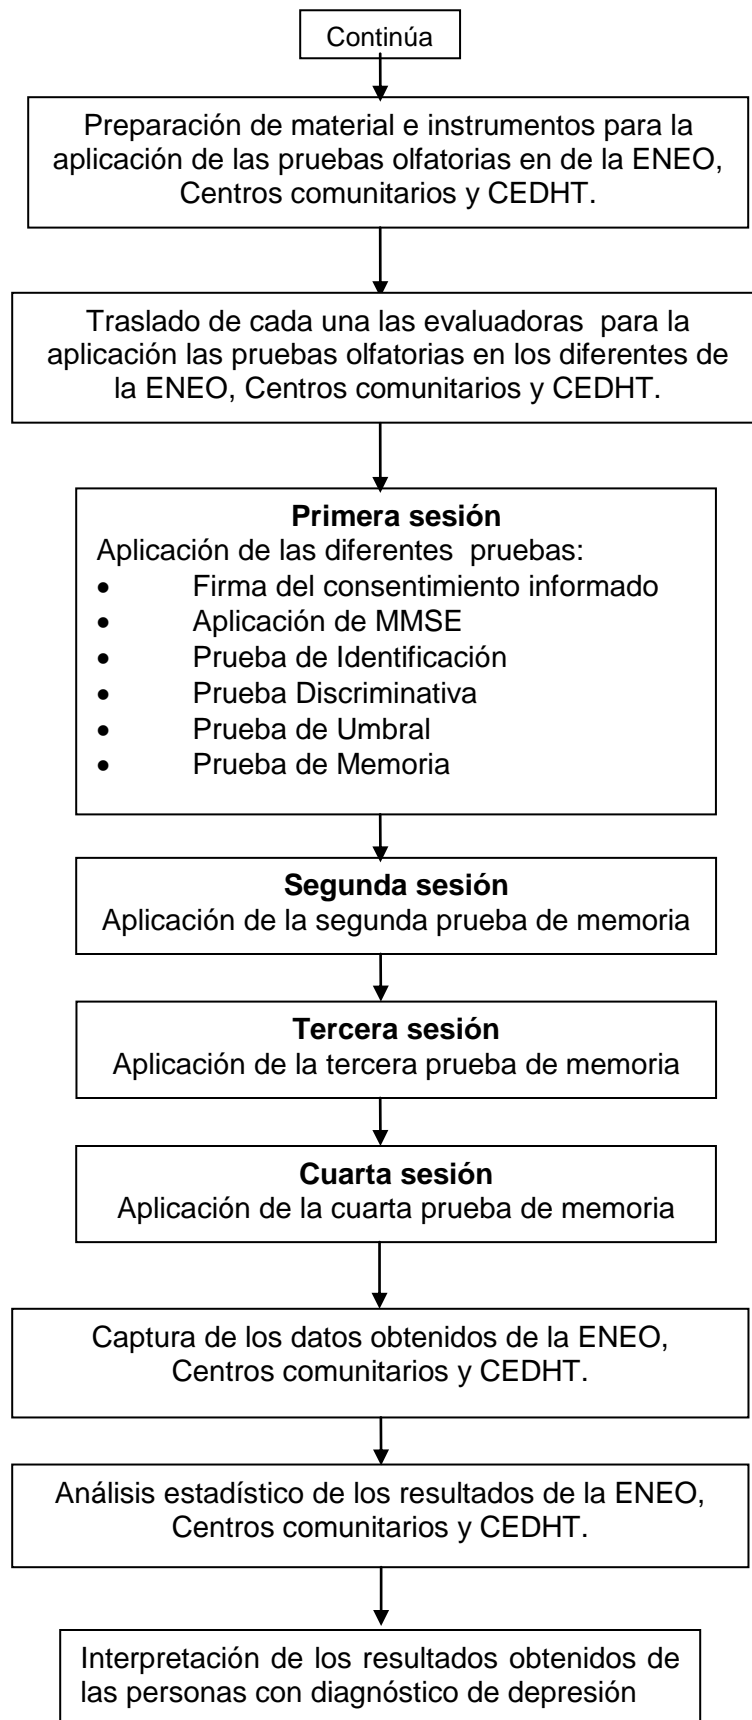 Continúa
Preparación de material e instrumentos para la
aplicación de las pruebas olfatorias en de la ENEO,
Centros comunitarios y CEDHT.
Traslado de cada una las evaluadoras para la
aplicación las pruebas olfatorias en los diferentes de
la ENEO, Centros comunitarios y CEDHT.
Primera sesión
Aplicación de las diferentes pruebas:
• Firma del consentimiento informado
• Aplicación de MMSE
• Prueba de Identificación
• Prueba Discriminativa
• Prueba de Umbral
• Prueba de Memoria
Segunda sesión
Aplicación de la segunda prueba de memoria
Tercera sesión
Aplicación de la tercera prueba de memoria
Cuarta sesión
Aplicación de la cuarta prueba de memoria
Captura de los datos obtenidos de la ENEO,
Centros comunitarios y CEDHT.
Análisis estadístico de los resultados de la ENEO,
Centros comunitarios y CEDHT.
Interpretación de los resultados obtenidos de
las personas con diagnóstico de depresión